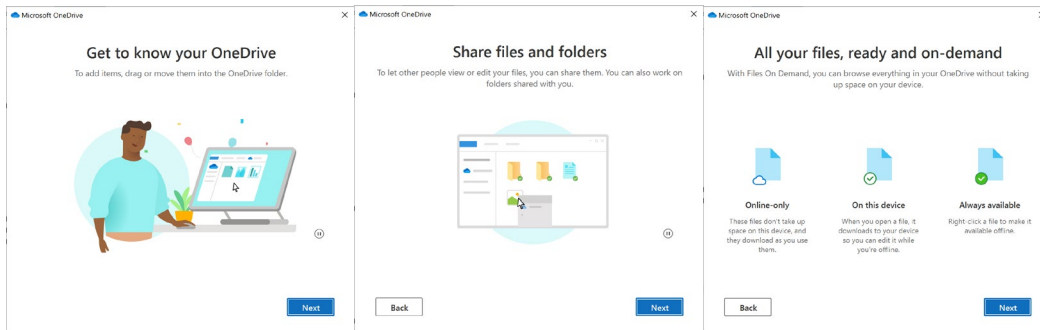 Microsoft OneDrive
Get to know your OneDrive
To add items, drag or move them into the OneDrive folder.
Next
Microsoft OneDrive
Share files and folders
To let other people view or edit your files, you can share them. You can also work on
folders shared with you.
Back
Next
Microsoft OneDrive
All your files, ready and on-demand
With Files On Demand, you can browse everything in your OneDrive without taking
up space on your device.
Online-only
These files don't take up
space on this device, and
they download as you use
them.
On this device
When you open a file, it
downloads to your device
so you can edit it while
you're offline.
Always available
Right-click a file to make it
available offline.
Back
Next